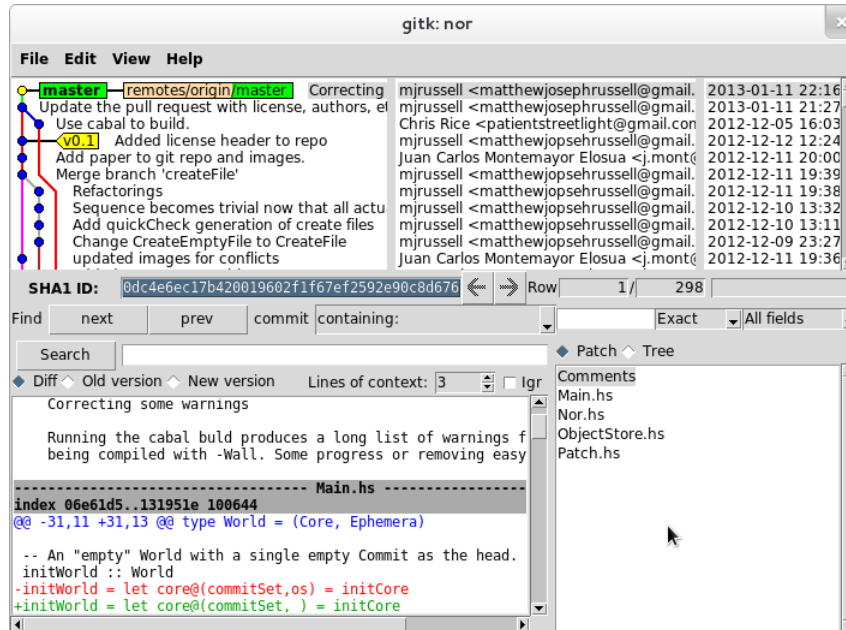 gitk: nor
File Edit View Help
master remotes/origin/master Correcting mjrussell <matthewjosephrussell@gmail. 2013-01-11 22:16
Update the pull request with license, authors, et mjrussell <matthewjopsehrussell@gmail. 2013-01-11 21:27
Use cabal to build. Chris Rice <patientstreetlight@gmail.con 2012-12-05 16:03
v0.1 Added license header to repo mjrussell <matthewjopsehrussell@gmail. 2012-12-12 12:24
Add paper to git repo and images. Juan Carlos Montemayor Elosua <j.mont@ 2012-12-11 20:00
Merge branch 'createFile' mjrussell <matthewjopsehrussell@gmail. 2012-12-11 19:39
Refactorings mjrussell <matthewjopsehrussell@gmail. 2012-12-11 19:38
Sequence becomes trivial now that all actu mjrussell <matthewjopsehrussell@gmail. 2012-12-10 13:32
Add quickCheck generation of create files mjrussell <matthewjopsehrussell@gmail. 2012-12-10 13:11
Change CreateEmptyFile to CreateFile mjrussell <matthewjopsehrussell@gmail. 2012-12-09 23:27
updated images for conflicts Juan Carlos Montemayor Elosua <j.mont@ 2012-12-11 19:36
SHA1 ID: 0dc4e6ec17b420019602f1f67ef2592e90c8d676 Row 1/ 298
Find next prev commit containing: Exact All fields
Search
Patch Tree
Diff Old version New version Lines of context: 3 Igr
Comments
Main.hs
Nor.hs
ObjectStore.hs
Patch.hs
Correcting some warnings
Running the cabal buld produces a long list of warnings f
being compiled with -Wall. Some progress or removing easy
---------------------------------- Main.hs -----------------
index 06e61d5..131951e 100644
@@ -31,11 +31,13 @@ type World = (Core, Ephemera)
-- An "empty" World with a single empty Commit as the head.
initWorld :: World
-initWorld = let core@(commitSet,os) = initCore
+initWorld = let core@(commitSet, ) = initCore